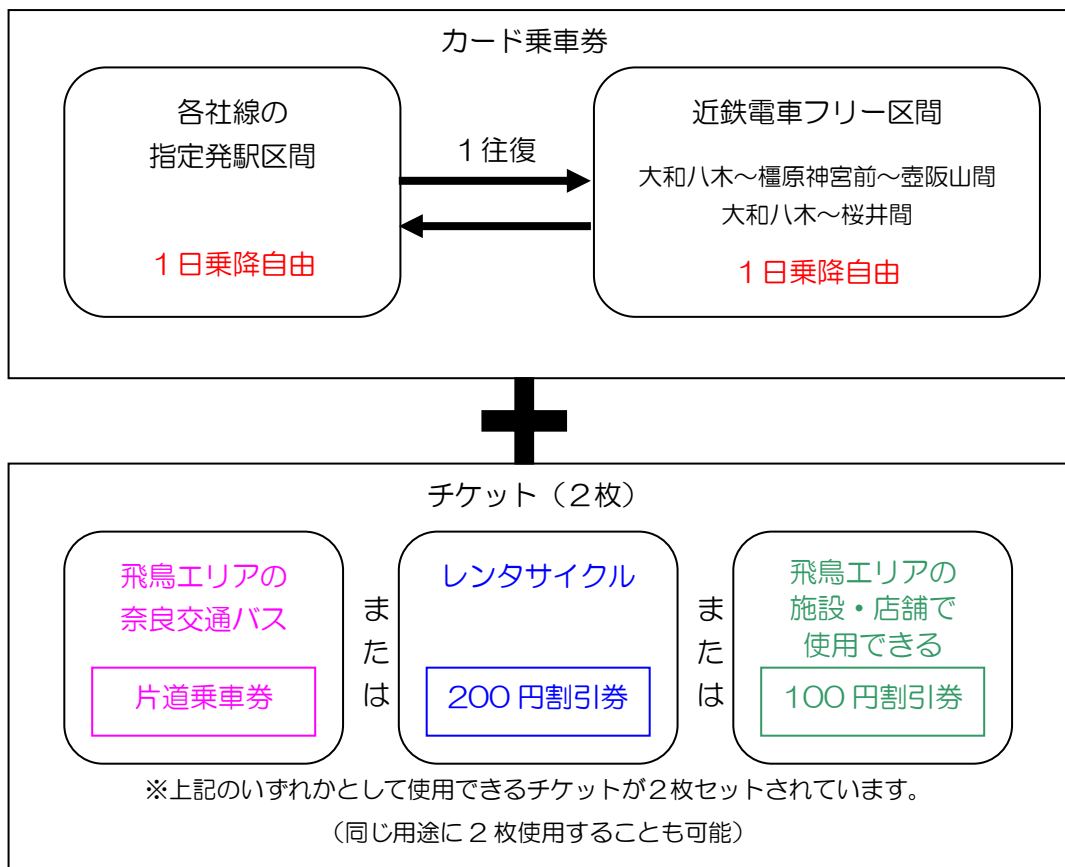 カード乗車券
各社線の
指定発駅区間
1日乗降自由
1往復
近鉄電車フリー区間
大和八木～橿原神宮前～壺阪山間
大和八木～桜井間
1日乗降自由
チケット（2枚）
飛鳥エリアの
奈良交通バス
片道乗車券
または
レンタサイクル
200円割引券
または
飛鳥エリアの
施設・店舗で
使用できる
100円割引券
※上記のいずれかとして使用できるチケットが2枚セットされています。
（同じ用途に2枚使用することも可能）